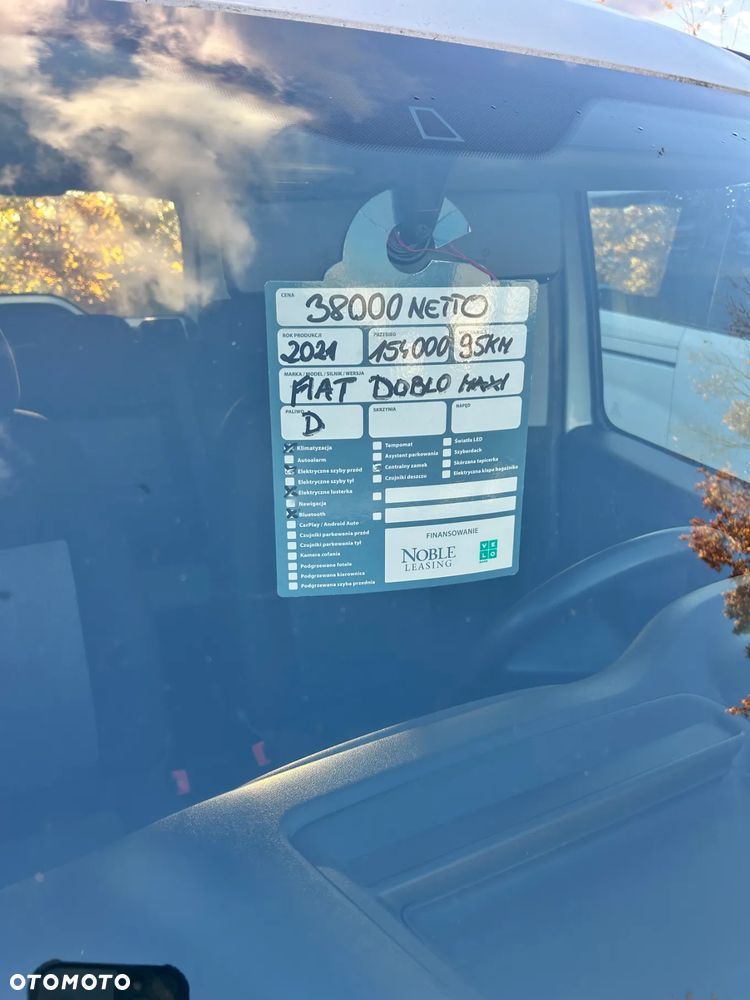 CENA
38000 NETTO
ROK PRODUKCJI PRZEBIEG
2021 154000 95KM
MARKA / MODEL / SILNIK / WERSJA
FIAT DOBLO MAXI
PALIWO SKRZYNIA NAPĘD
D
Klimatyzacja
Autoalarm
Elektryczne szyby przód
Elektryczne szyby tył
Elektryczne lusterka
Nawigacja
Bluetooth
CarPlay / Android Auto
Czujniki parkowania przód
Czujniki parkowania tył
Kamera cofania
Podgrzewane fotele
Podgrzewana kierownica
Podgrzewana szyba przednia
Tempomat
Asystent parkowania
Centralny zamek
Czujniki deszczu
Światła LED
Szyberdach
Skórzana tapicerka
Elektryczna klapa bagażnika
FINANSOWANIE
NOBLE
LEASING
VE
LO
BANK
OTOMOTO